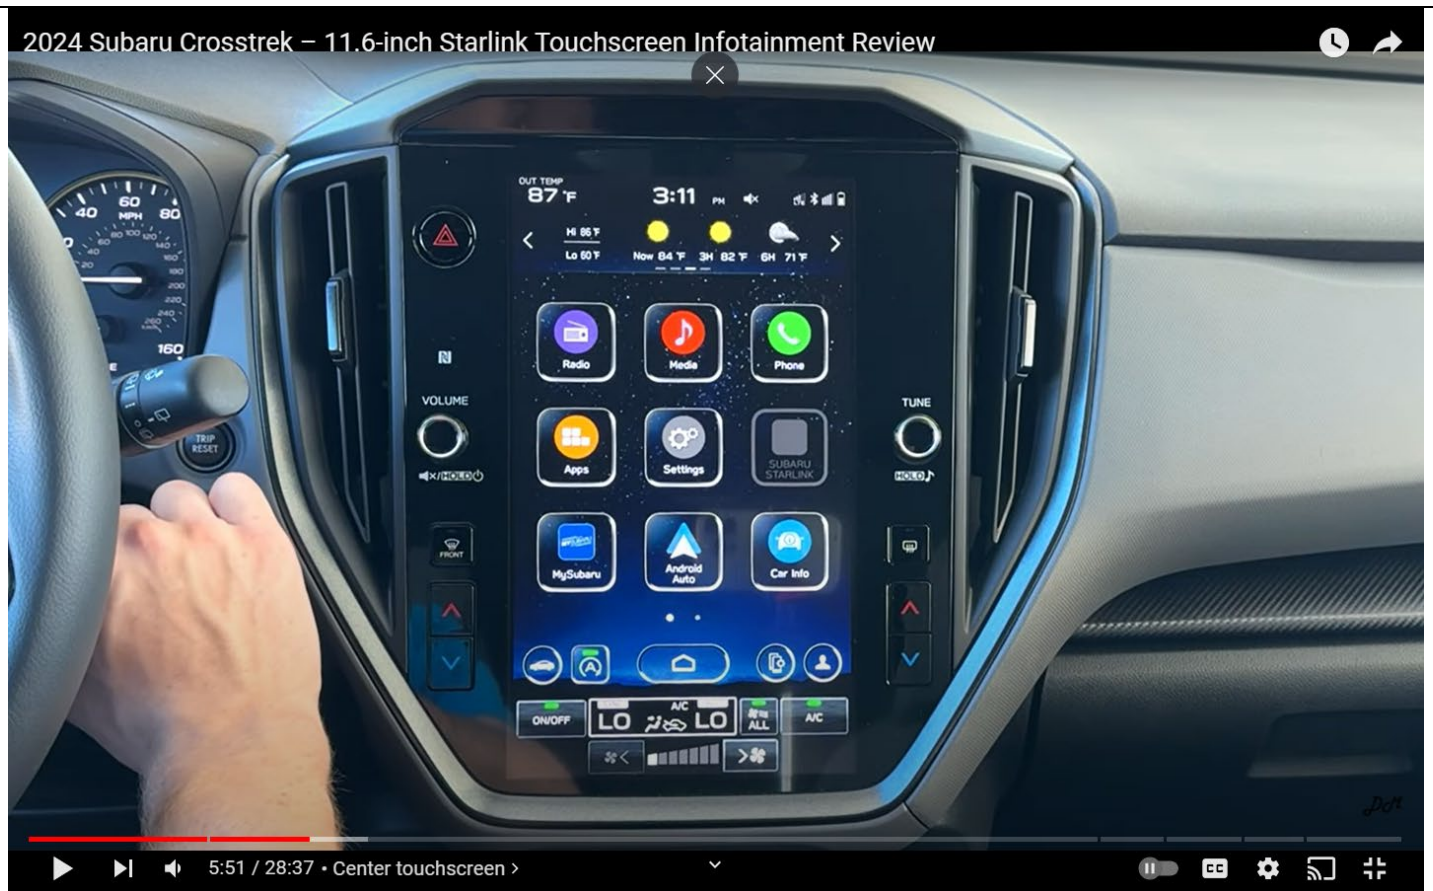 2024 Subaru Crosstrek – 11.6-inch Starlink Touchscreen Infotainment Review
OUT TEMP
87 °F
3:11 PM
Hi 86 °F
Lo 60 °F
Now 84 °F 3H 82 °F 6H 71 °F
40 60 80
MPH
160
TRIP
RESET
VOLUME
HOLD
FRONT
Radio
Media
Phone
Apps
Settings
SUBARU
STARLINK
MySubaru
Android
Auto
Car Info
TUNE
HOLD
A
ON/OFF
A/C
LO LO
ALL
A/C
DM
5:51 / 28:37 • Center touchscreen >
CC